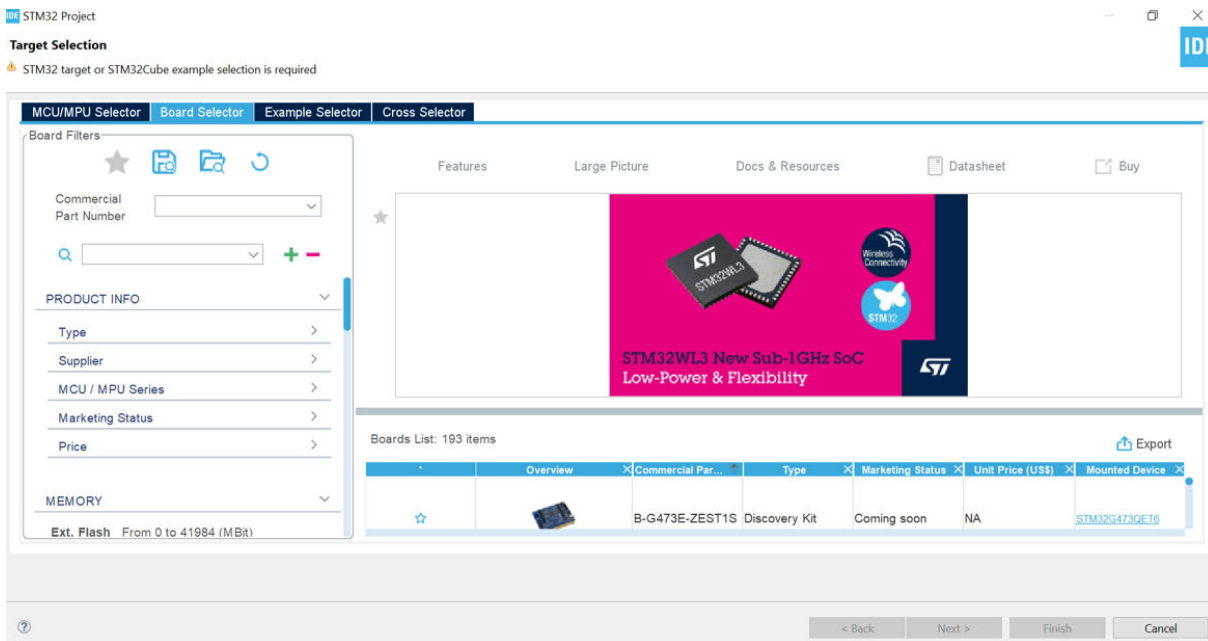 IDE STM32 Project
Target Selection
STM32 target or STM32Cube example selection is required
IDE
MCU/MPU Selector Board Selector Example Selector Cross Selector
Board Filters
Commercial
Part Number
PRODUCT INFO
Type
Supplier
MCU / MPU Series
Marketing Status
Price
MEMORY
Ext. Flash From 0 to 41984 (MBit)
Features Large Picture Docs & Resources Datasheet Buy
ST
STM32WL3
Wireless
Connectivity
STM32
STM32WL3 New Sub-1GHz SoC
Low-Power & Flexibility
ST
Boards List: 193 items
Export
* Overview Commercial Par... Type Marketing Status Unit Price (US$) Mounted Device
B-G473E-ZEST1S Discovery Kit Coming soon NA STM32G473QET6
? < Back Next > Finish Cancel